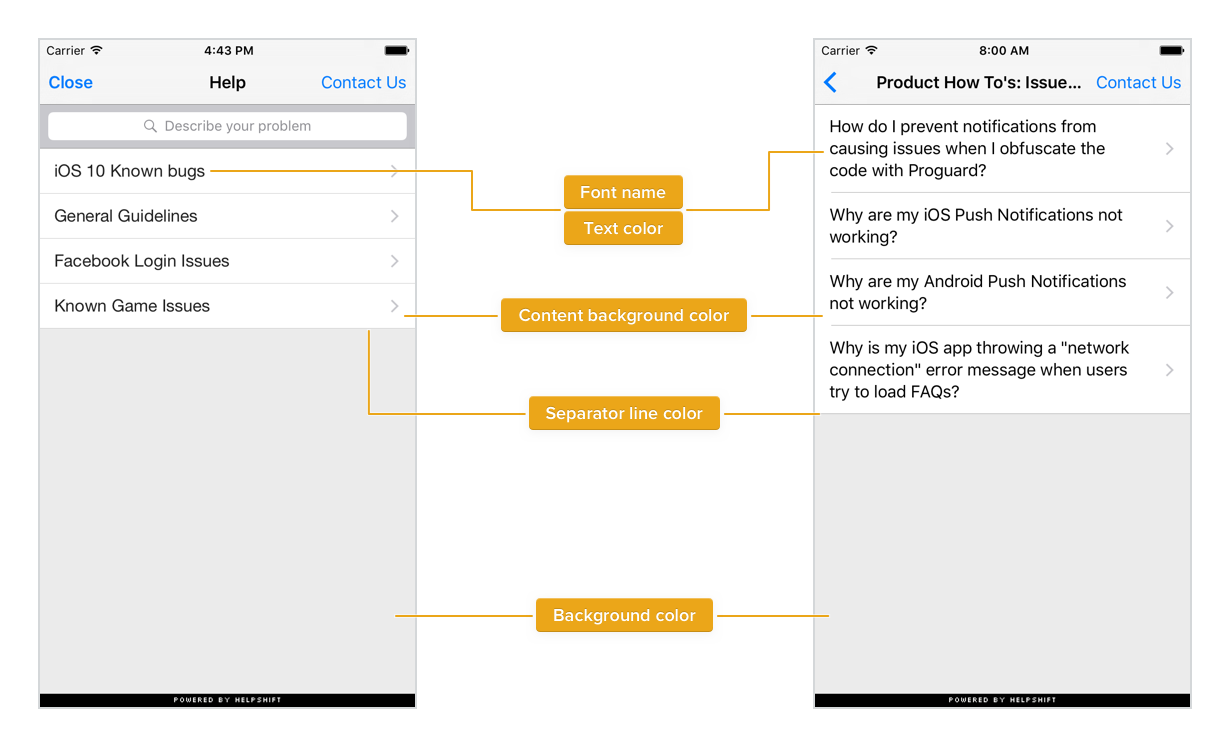 Carrier 4:43 PM
Close Help Contact Us
Describe your problem
iOS 10 Known bugs
General Guidelines
Facebook Login Issues
Known Game Issues
POWERED BY HELPSHIFT
Font name
Text color
Content background color
Separator line color
Background color
Carrier 8:00 AM
Product How To's: Issue... Contact Us
How do I prevent notifications from
causing issues when I obfuscate the
code with Proguard?
Why are my iOS Push Notifications not
working?
Why are my Android Push Notifications
not working?
Why is my iOS app throwing a "network
connection" error message when users
try to load FAQs?
POWERED BY HELPSHIFT